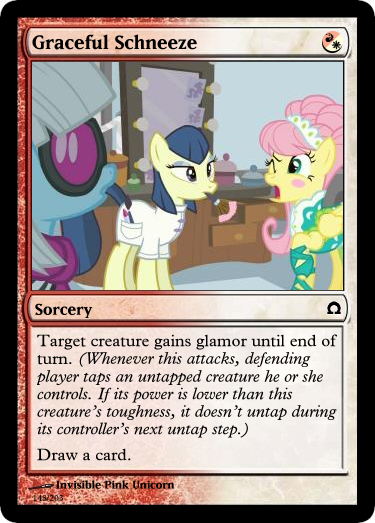 Graceful Schneeze
Sorcery
Target creature gains glamor until end of
turn. (Whenever this attacks, defending
player taps an untapped creature he or she
controls. If its power is lower than this
creature's toughness, it doesn't untap during
its controller's next untap step.)
Draw a card.
Invisible Pink Unicorn